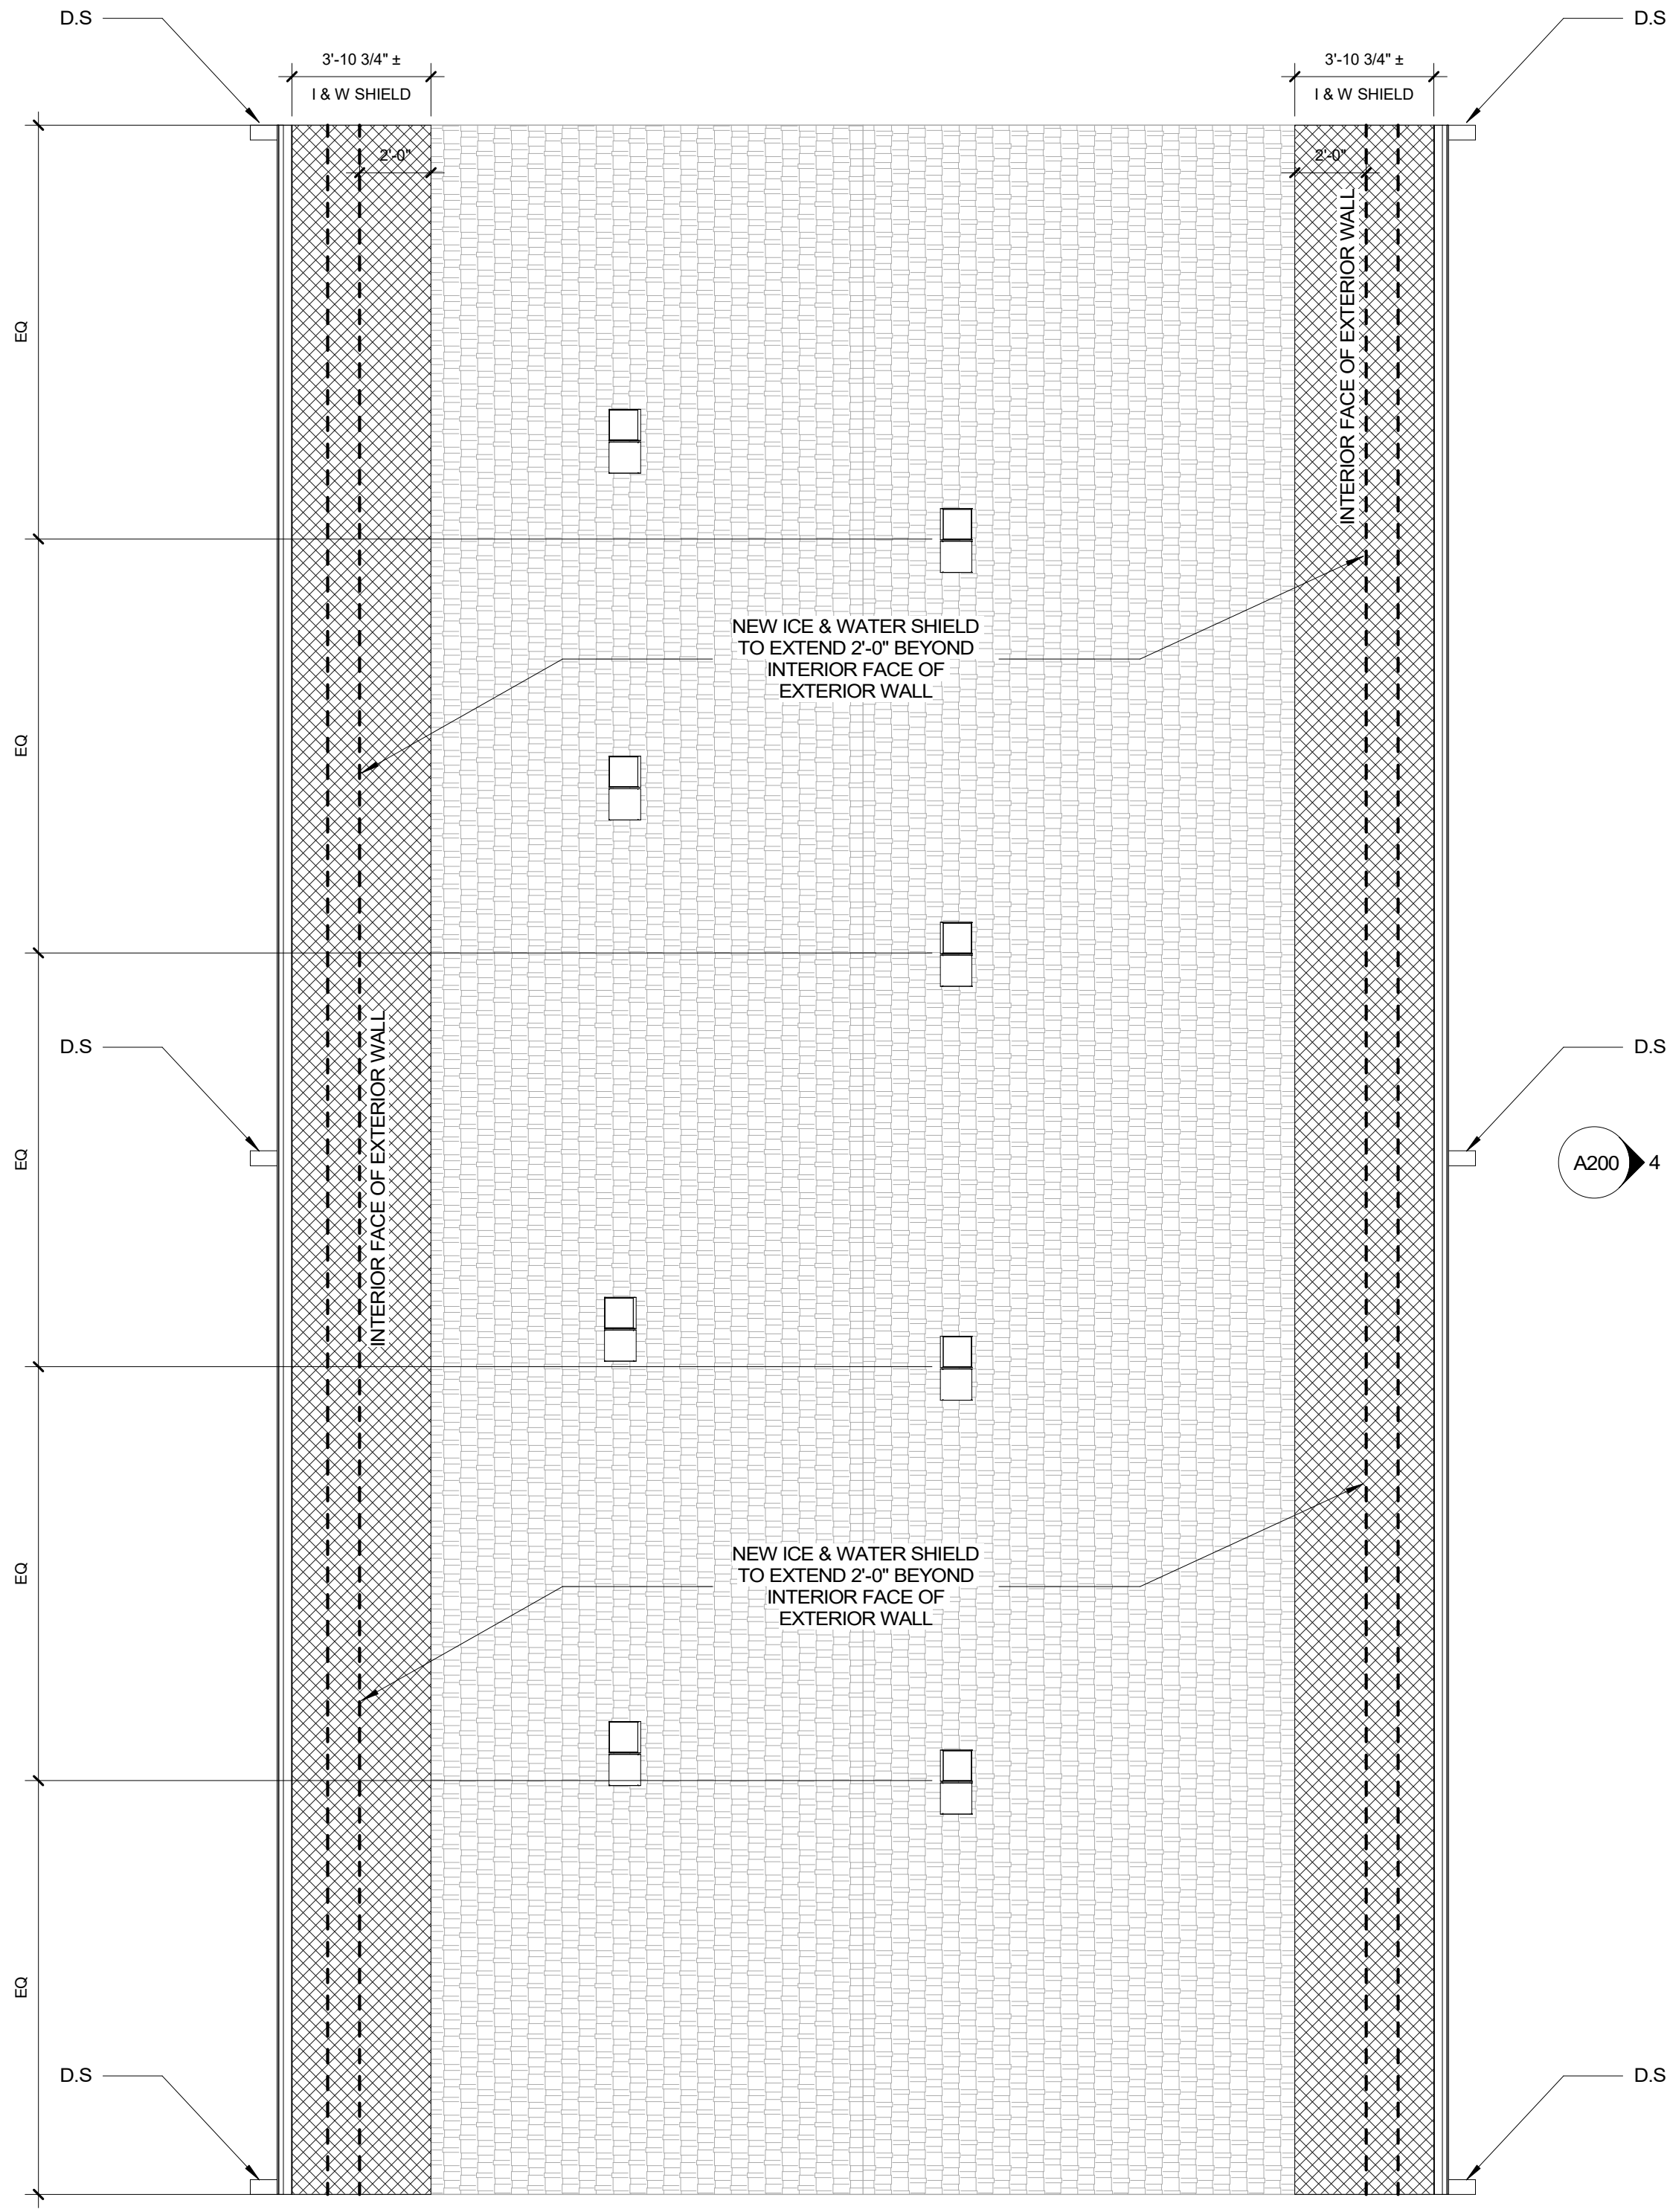 D.S
D.S
3'-10 3/4" ±
I & W SHIELD
3'-10 3/4" ±
I & W SHIELD
2'-0"
2'-0"
INTERIOR FACE OF EXTERIOR WALL
EQ
NEW ICE & WATER SHIELD
TO EXTEND 2'-0" BEYOND
INTERIOR FACE OF
EXTERIOR WALL
EQ
D.S
D.S
INTERIOR FACE OF EXTERIOR WALL
EQ
A200
4
NEW ICE & WATER SHIELD
TO EXTEND 2'-0" BEYOND
INTERIOR FACE OF
EXTERIOR WALL
EQ
EQ
D.S
D.S